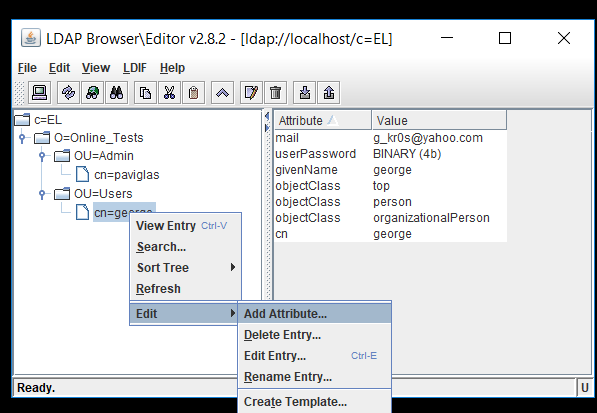 LDAP Browser\Editor v2.8.2 - [ldap://localhost/c=EL]
File Edit View LDIF Help
c=EL
O=Online_Tests
OU=Admin
cn=paviglas
OU=Users
cn=george
Attribute Value
mail g_kr0s@yahoo.com
userPassword BINARY (4b)
givenName george
objectClass top
objectClass person
objectClass organizationalPerson
cn george
View Entry Ctrl-V
Search...
Sort Tree
Refresh
Edit
Add Attribute...
Delete Entry...
Edit Entry... Ctrl-E
Rename Entry...
Create Template...
Ready. U